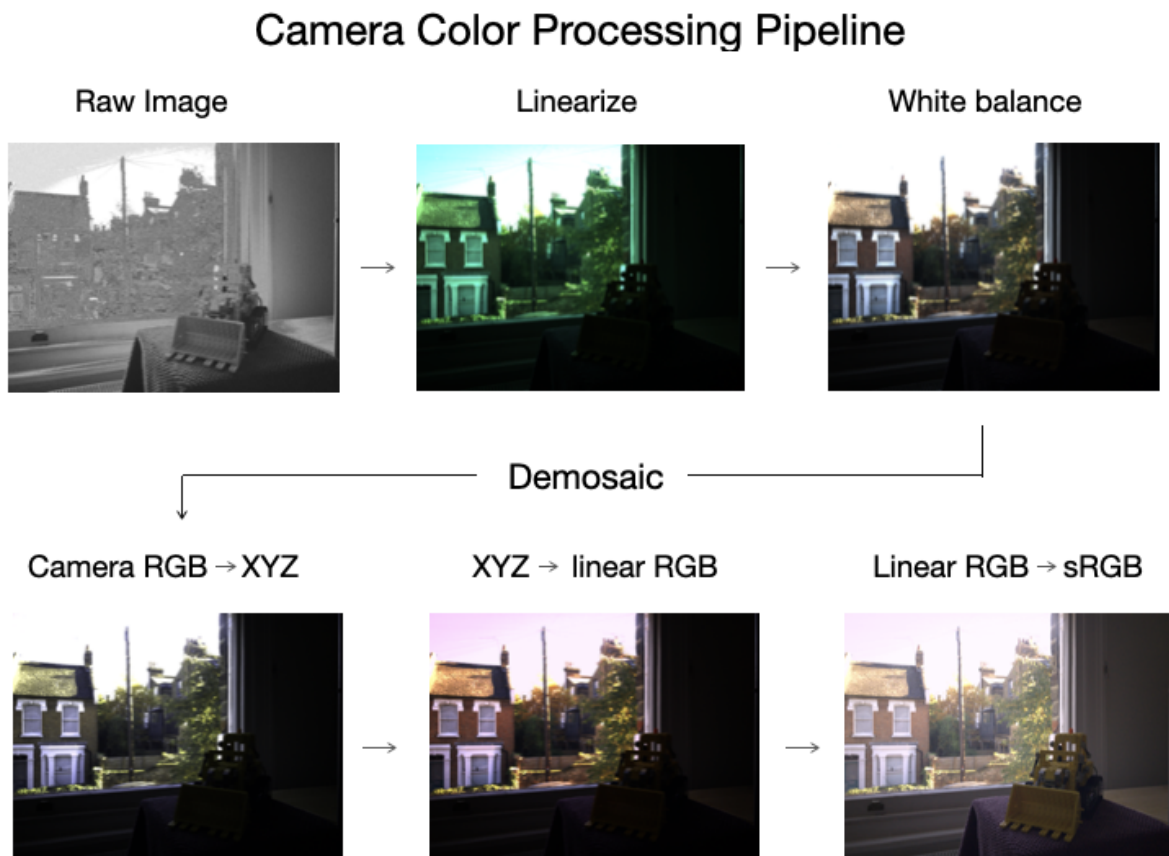 Camera Color Processing Pipeline
Raw Image
Linearize
White balance
Demosaic
Camera RGB → XYZ
XYZ → linear RGB
Linear RGB → sRGB